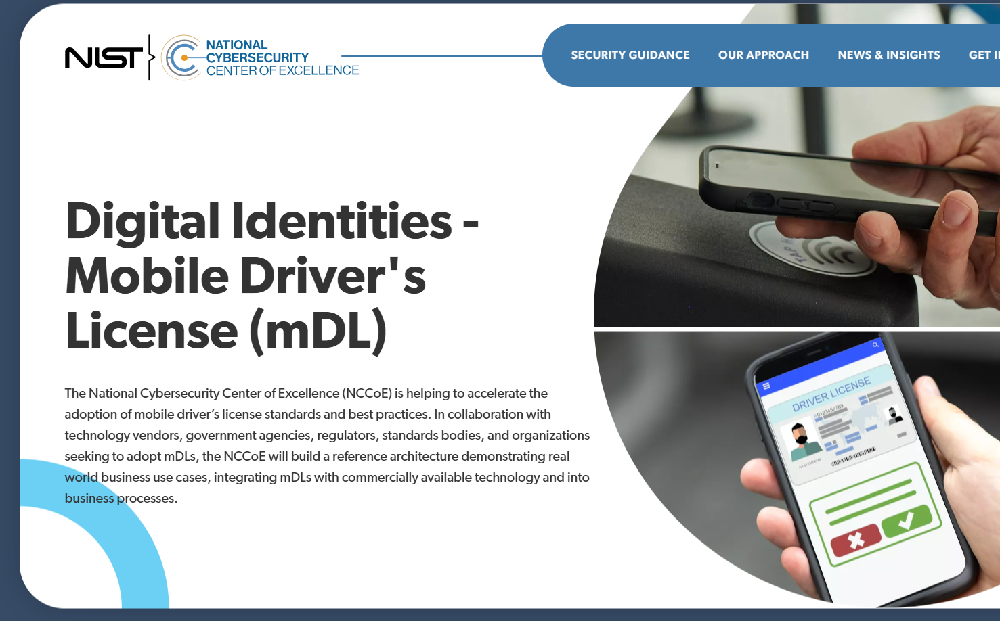 NIST
NATIONAL
CYBERSECURITY
CENTER OF EXCELLENCE
SECURITY GUIDANCE
OUR APPROACH
NEWS & INSIGHTS
GET
Digital Identities -
Mobile Driver's
License (mDL)
The National Cybersecurity Center of Excellence (NCCoE) is helping to accelerate the
adoption of mobile driver’s license standards and best practices. In collaboration with
technology vendors, government agencies, regulators, standards bodies, and organizations
seeking to adopt mDLs, the NCCoE will build a reference architecture demonstrating real
world business use cases, integrating mDLs with commercially available technology and into
business processes.
TAP
DRIVER LICENSE
A0123456789
AA 0123456789